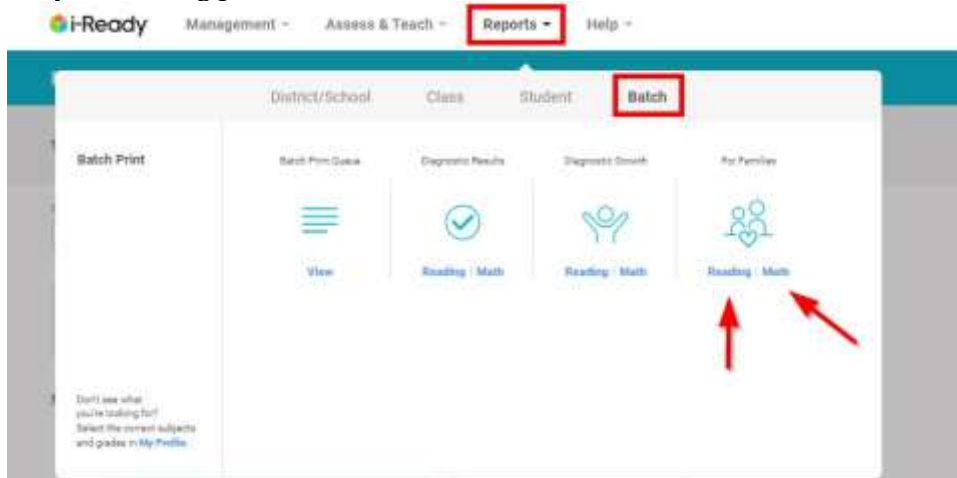 i-Ready Management Assess & Teach Reports Help
District/School Class Student Batch
Batch Print
Batch Print Queue Diagnostic Results Diagnostic Growth For Families
View Reading | Math Reading | Math Reading | Math
Don't see what
you're looking for?
Select the correct subjects
and grades in My Profile.